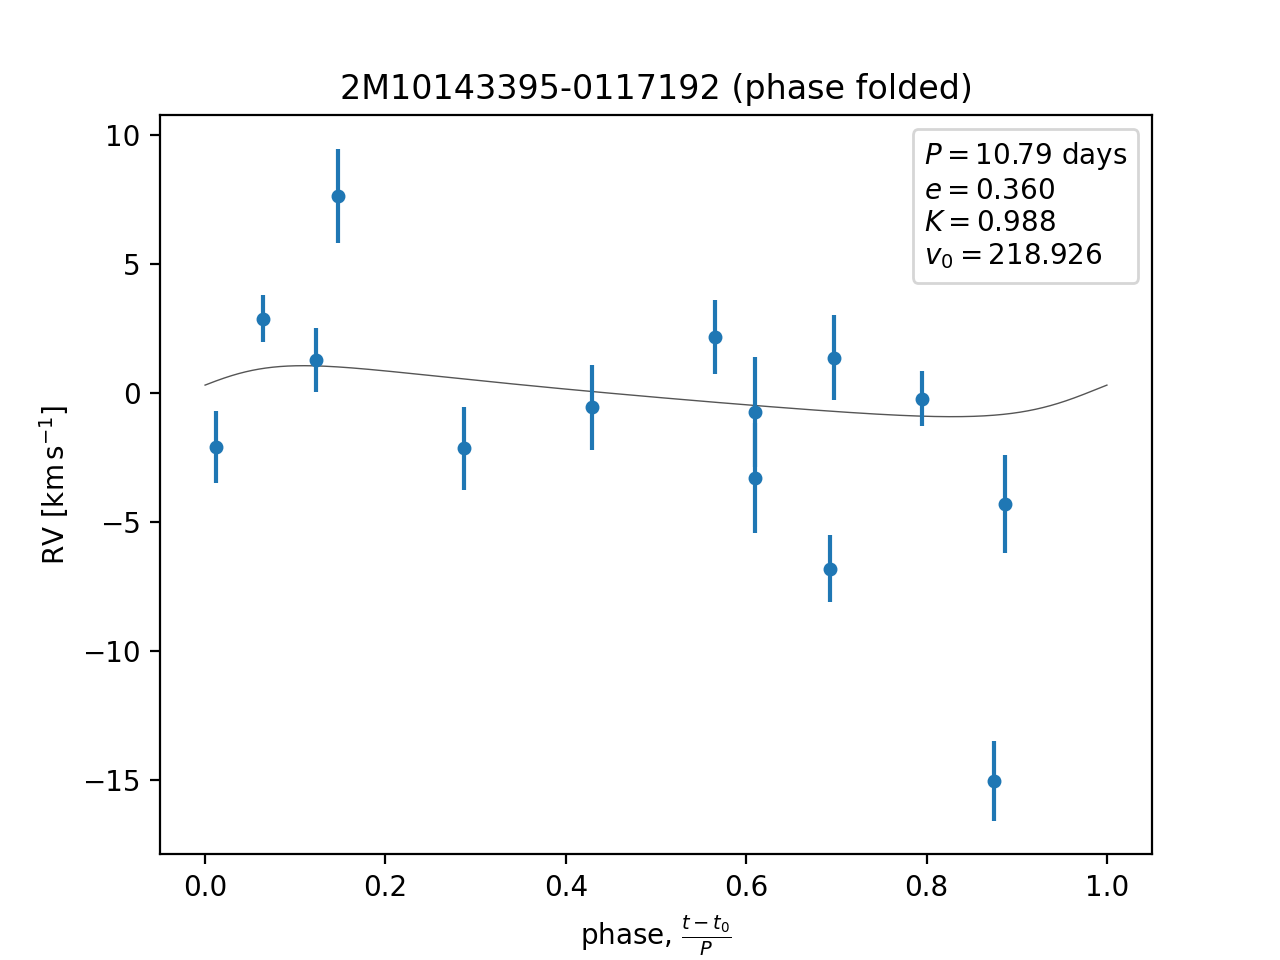 2M10143395-0117192 (phase folded)
P = 10.79 days
e = 0.360
K = 0.988
v₀ = 218.926
10
5
0
−5
−10
−15
RV [km s⁻¹]
0.0 0.2 0.4 0.6 0.8 1.0
phase, (t − t₀)/P